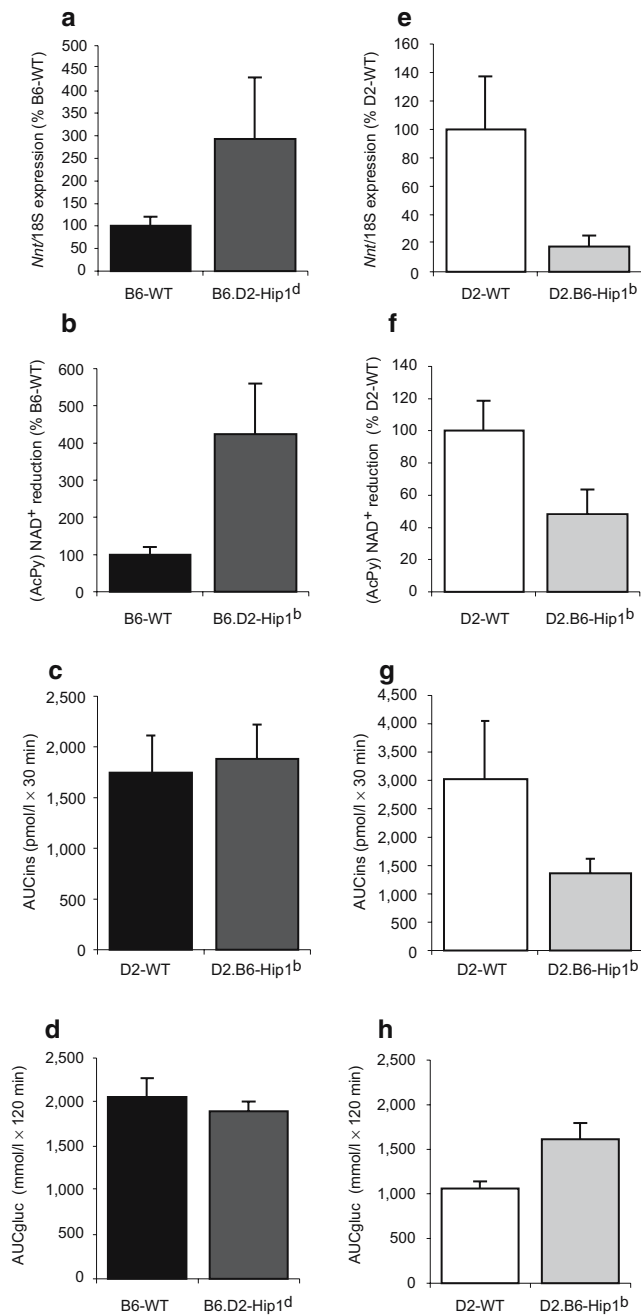 a
Nnt/18S expression (% B6-WT)
500
450
400
350
300
250
200
150
100
50
0
B6-WT
B6.D2-Hip1d
e
Nnt/18S expression (% D2-WT)
160
140
120
100
80
60
40
20
0
D2-WT
D2.B6-Hip1b
b
(AcPy) NAD+ reduction (% B6-WT)
600
500
400
300
200
100
0
B6-WT
B6.D2-Hip1b
f
(AcPy) NAD+ reduction (% D2-WT)
140
120
100
80
60
40
20
0
D2-WT
D2.B6-Hip1b
c
AUCins (pmol/l × 30 min)
2,500
2,000
1,500
1,000
500
0
D2-WT
D2.B6-Hip1b
g
AUCins (pmol/l × 30 min)
4,500
4,000
3,500
3,000
2,500
2,000
1,500
1,000
500
0
D2-WT
D2.B6-Hip1b
d
AUCgluc (mmol/l × 120 min)
2,500
2,000
1,500
1,000
500
0
B6-WT
B6.D2-Hip1d
h
AUCgluc (mmol/l × 120 min)
2,500
2,000
1,500
1,000
500
0
D2-WT
D2.B6-Hip1b